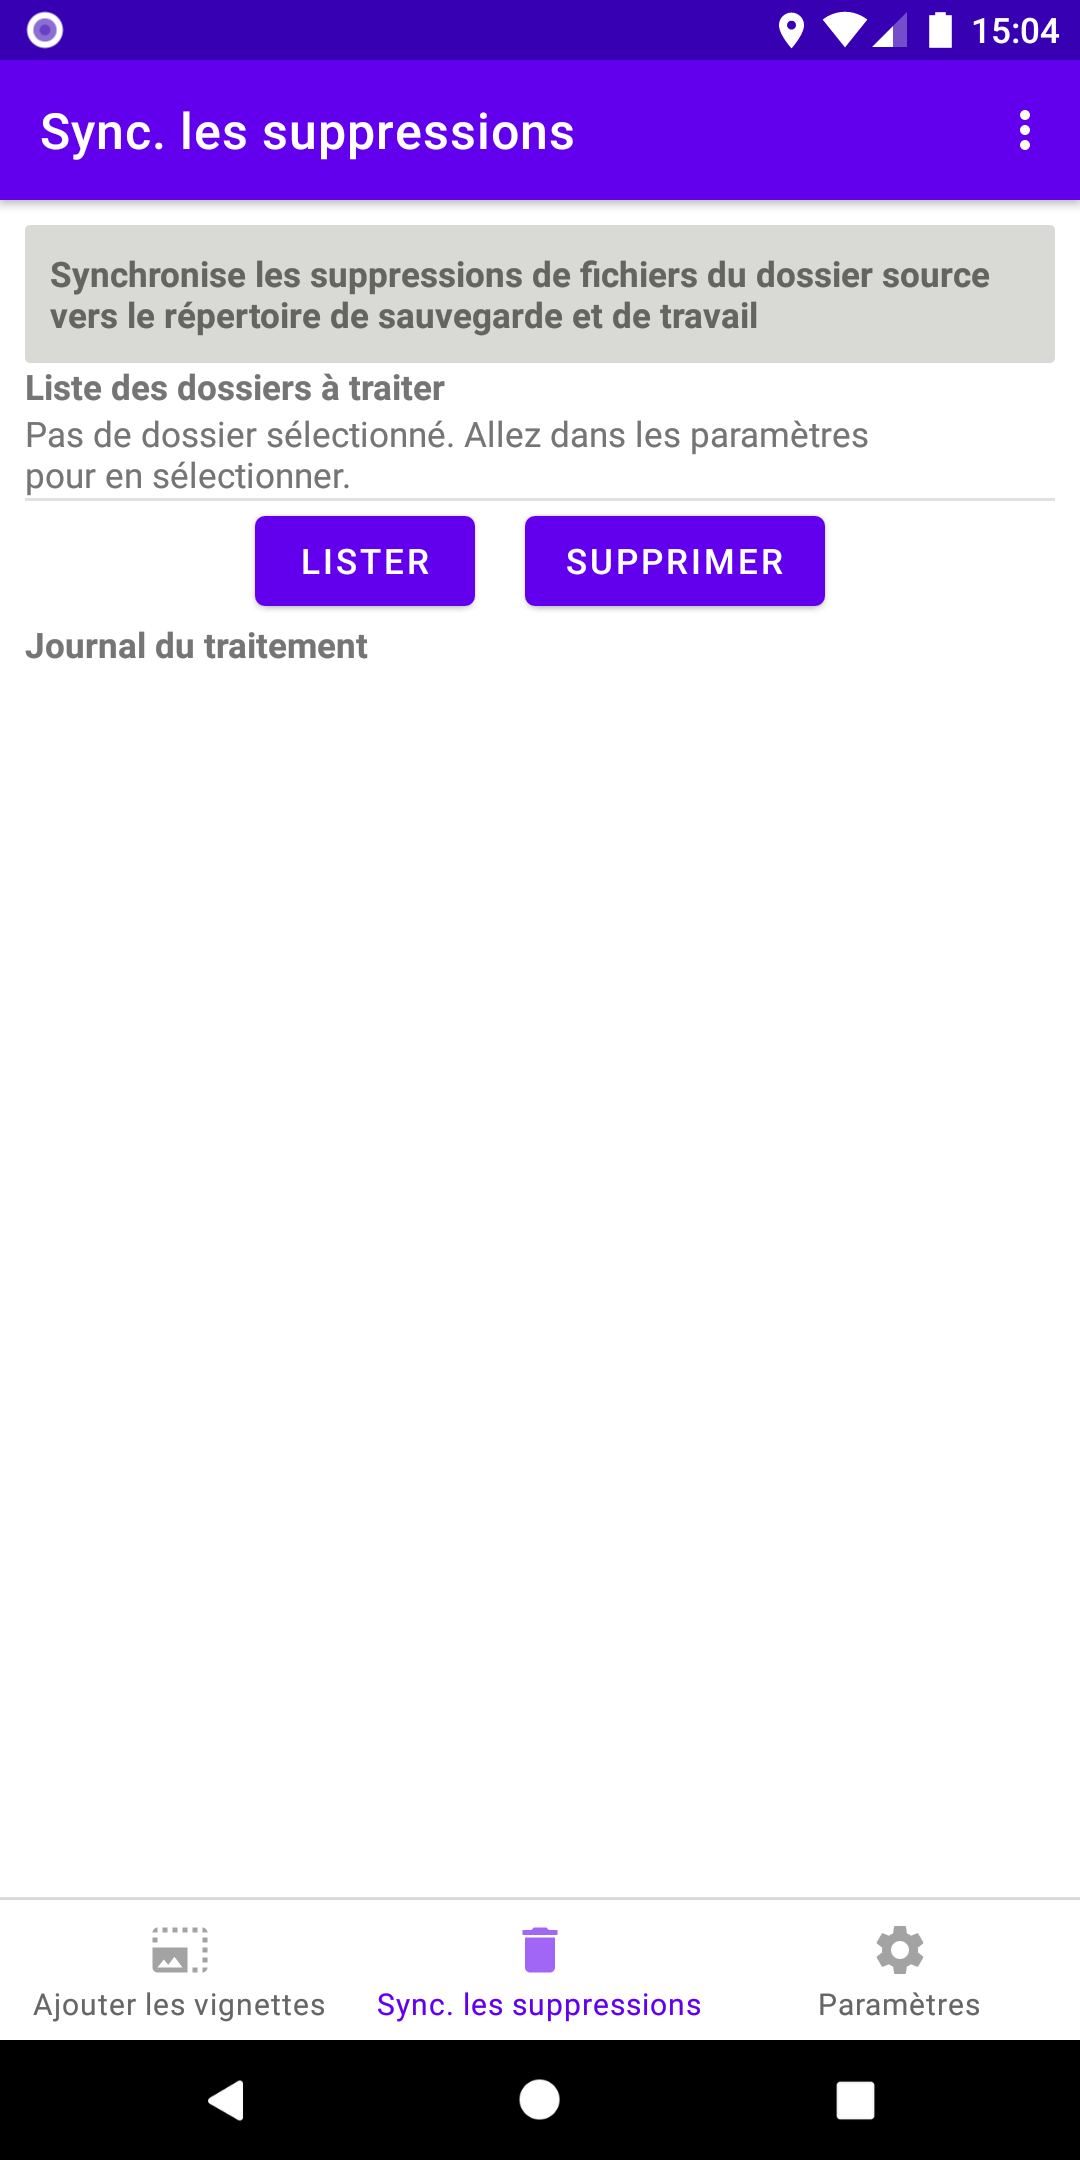 15:04
Sync. les suppressions
Synchronise les suppressions de fichiers du dossier source
vers le répertoire de sauvegarde et de travail
Liste des dossiers à traiter
Pas de dossier sélectionné. Allez dans les paramètres
pour en sélectionner.
LISTER
SUPPRIMER
Journal du traitement
Ajouter les vignettes
Sync. les suppressions
Paramètres